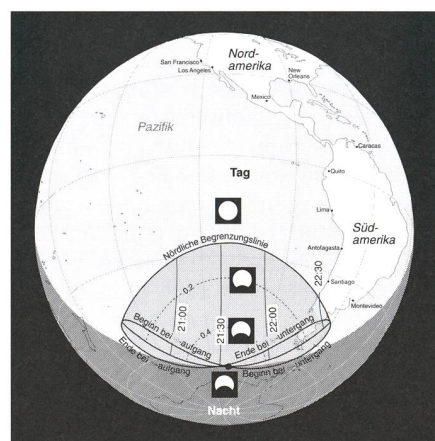 San Francisco
Los Angeles
Nord-
amerika
New
Orleans
Mexico
Pazifik
Caracas
Tag
Quito
Lima
Süd-
amerika
Nördliche Begrenzungslinie
Antofagasta
22:30
Santiago
0.2
Montevideo
21:00
21:30
22:00
0.4
Beginn bei -aufgang
Ende bei -untergang
Ende bei -aufgang
Beginn bei -untergang
Nacht